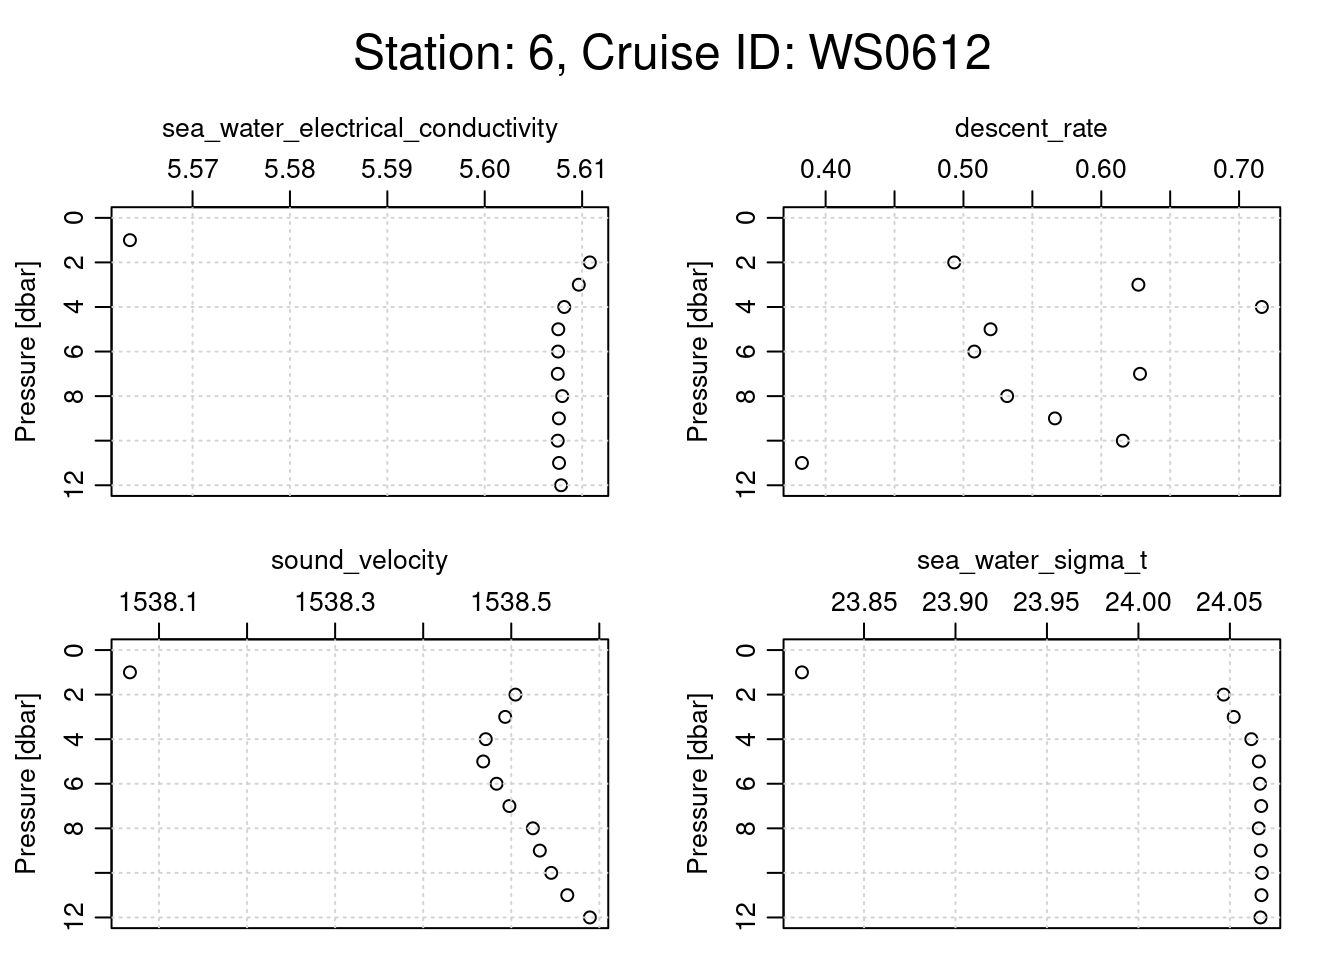 Station: 6, Cruise ID: WS0612
sea_water_electrical_conductivity
5.57 5.58 5.59 5.60 5.61
Pressure [dbar]
0
2
4
6
8
12
descent_rate
0.40 0.50 0.60 0.70
Pressure [dbar]
0
2
4
6
8
12
sound_velocity
1538.1 1538.3 1538.5
Pressure [dbar]
0
2
4
6
8
12
sea_water_sigma_t
23.85 23.90 23.95 24.00 24.05
Pressure [dbar]
0
2
4
6
8
12